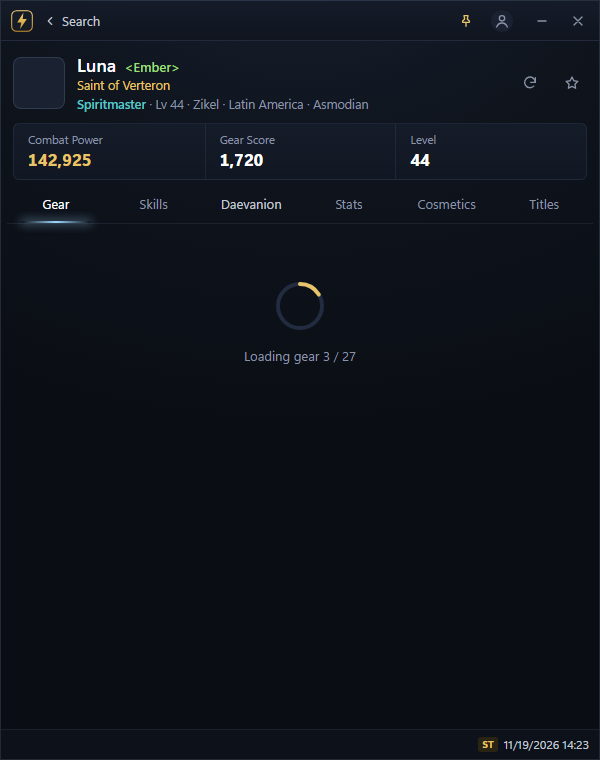 Search
Luna <Ember>
Saint of Verteron
Spiritmaster · Lv 44 · Zikel · Latin America · Asmodian
Combat Power Gear Score Level
142,925 1,720 44
Gear Skills Daevanion Stats Cosmetics Titles
Loading gear 3 / 27
ST 11/19/2026 14:23